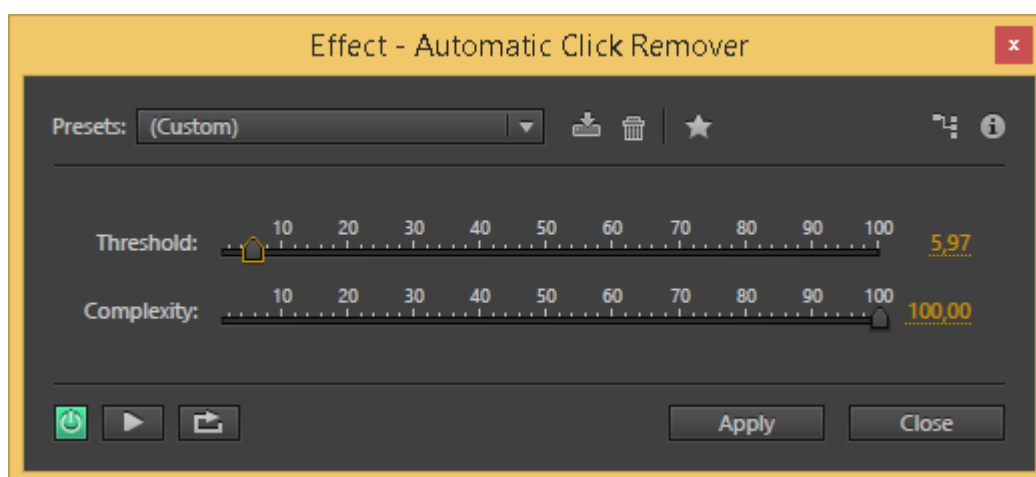 Effect - Automatic Click Remover
x
Presets: (Custom)
10 20 30 40 50 60 70 80 90 100
Threshold: 5,97
10 20 30 40 50 60 70 80 90 100
Complexity: 100,00
Apply Close